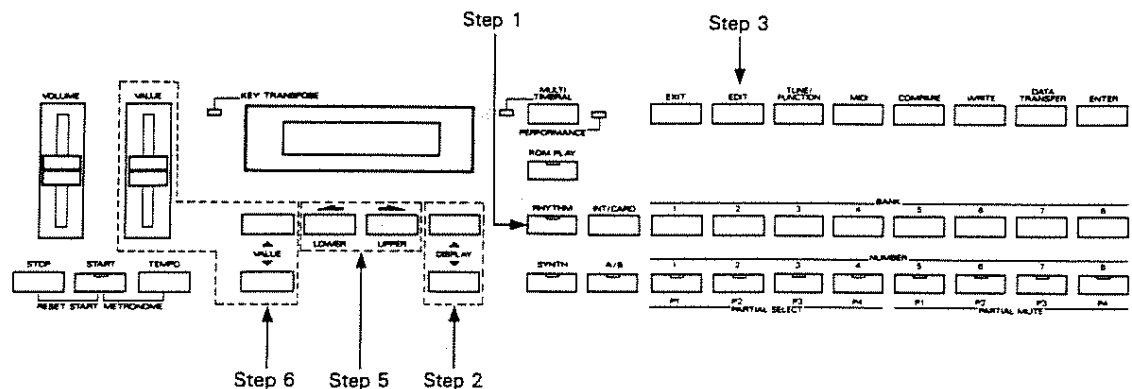 Step 1
Step 3
VOLUME
VALUE
KEY TRANSPOSE
MULTI
TIMBRAL
PERFORMANCE
EXIT
EDIT
TUNE/
FUNCTION
MIDI
COMPARE
WRITE
DATA
TRANSFER
ENTER
ROM PLAY
RHYTHM
INT/CARD
BANK
1 2 3 4 5 6 7 8
LOWER
UPPER
VALUE
DISPLAY
STOP
START
TEMPO
RESET START
METRONOME
SYNTH
A/B
NUMBER
1 2 3 4 5 6 7 8
P1 P2 P3 P4 P1 P2 P3 P4
PARTIAL SELECT
PARTIAL MUTE
Step 6
Step 5
Step 2